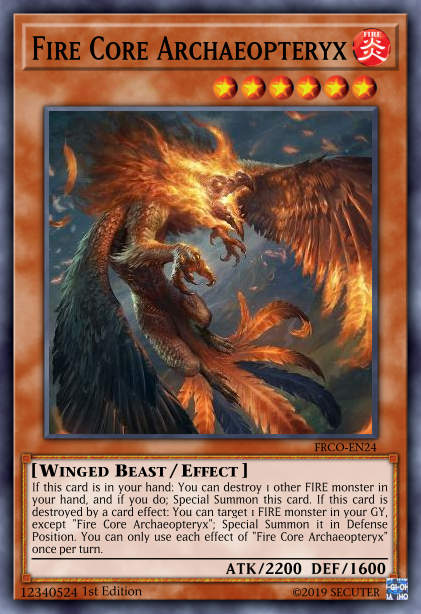 Fire Core Archaeopteryx
FIRE
炎
FRCO-EN24
[Winged Beast/Effect]
If this card is in your hand: You can destroy 1 other FIRE monster in
your hand, and if you do; Special Summon this card. If this card is
destroyed by a card effect: You can target 1 FIRE monster in your GY,
except "Fire Core Archaeopteryx"; Special Summon it in Defense
Position. You can only use each effect of "Fire Core Archaeopteryx"
once per turn.
ATK/2200 DEF/1600
12340524 1st Edition
©2019 SECUTER